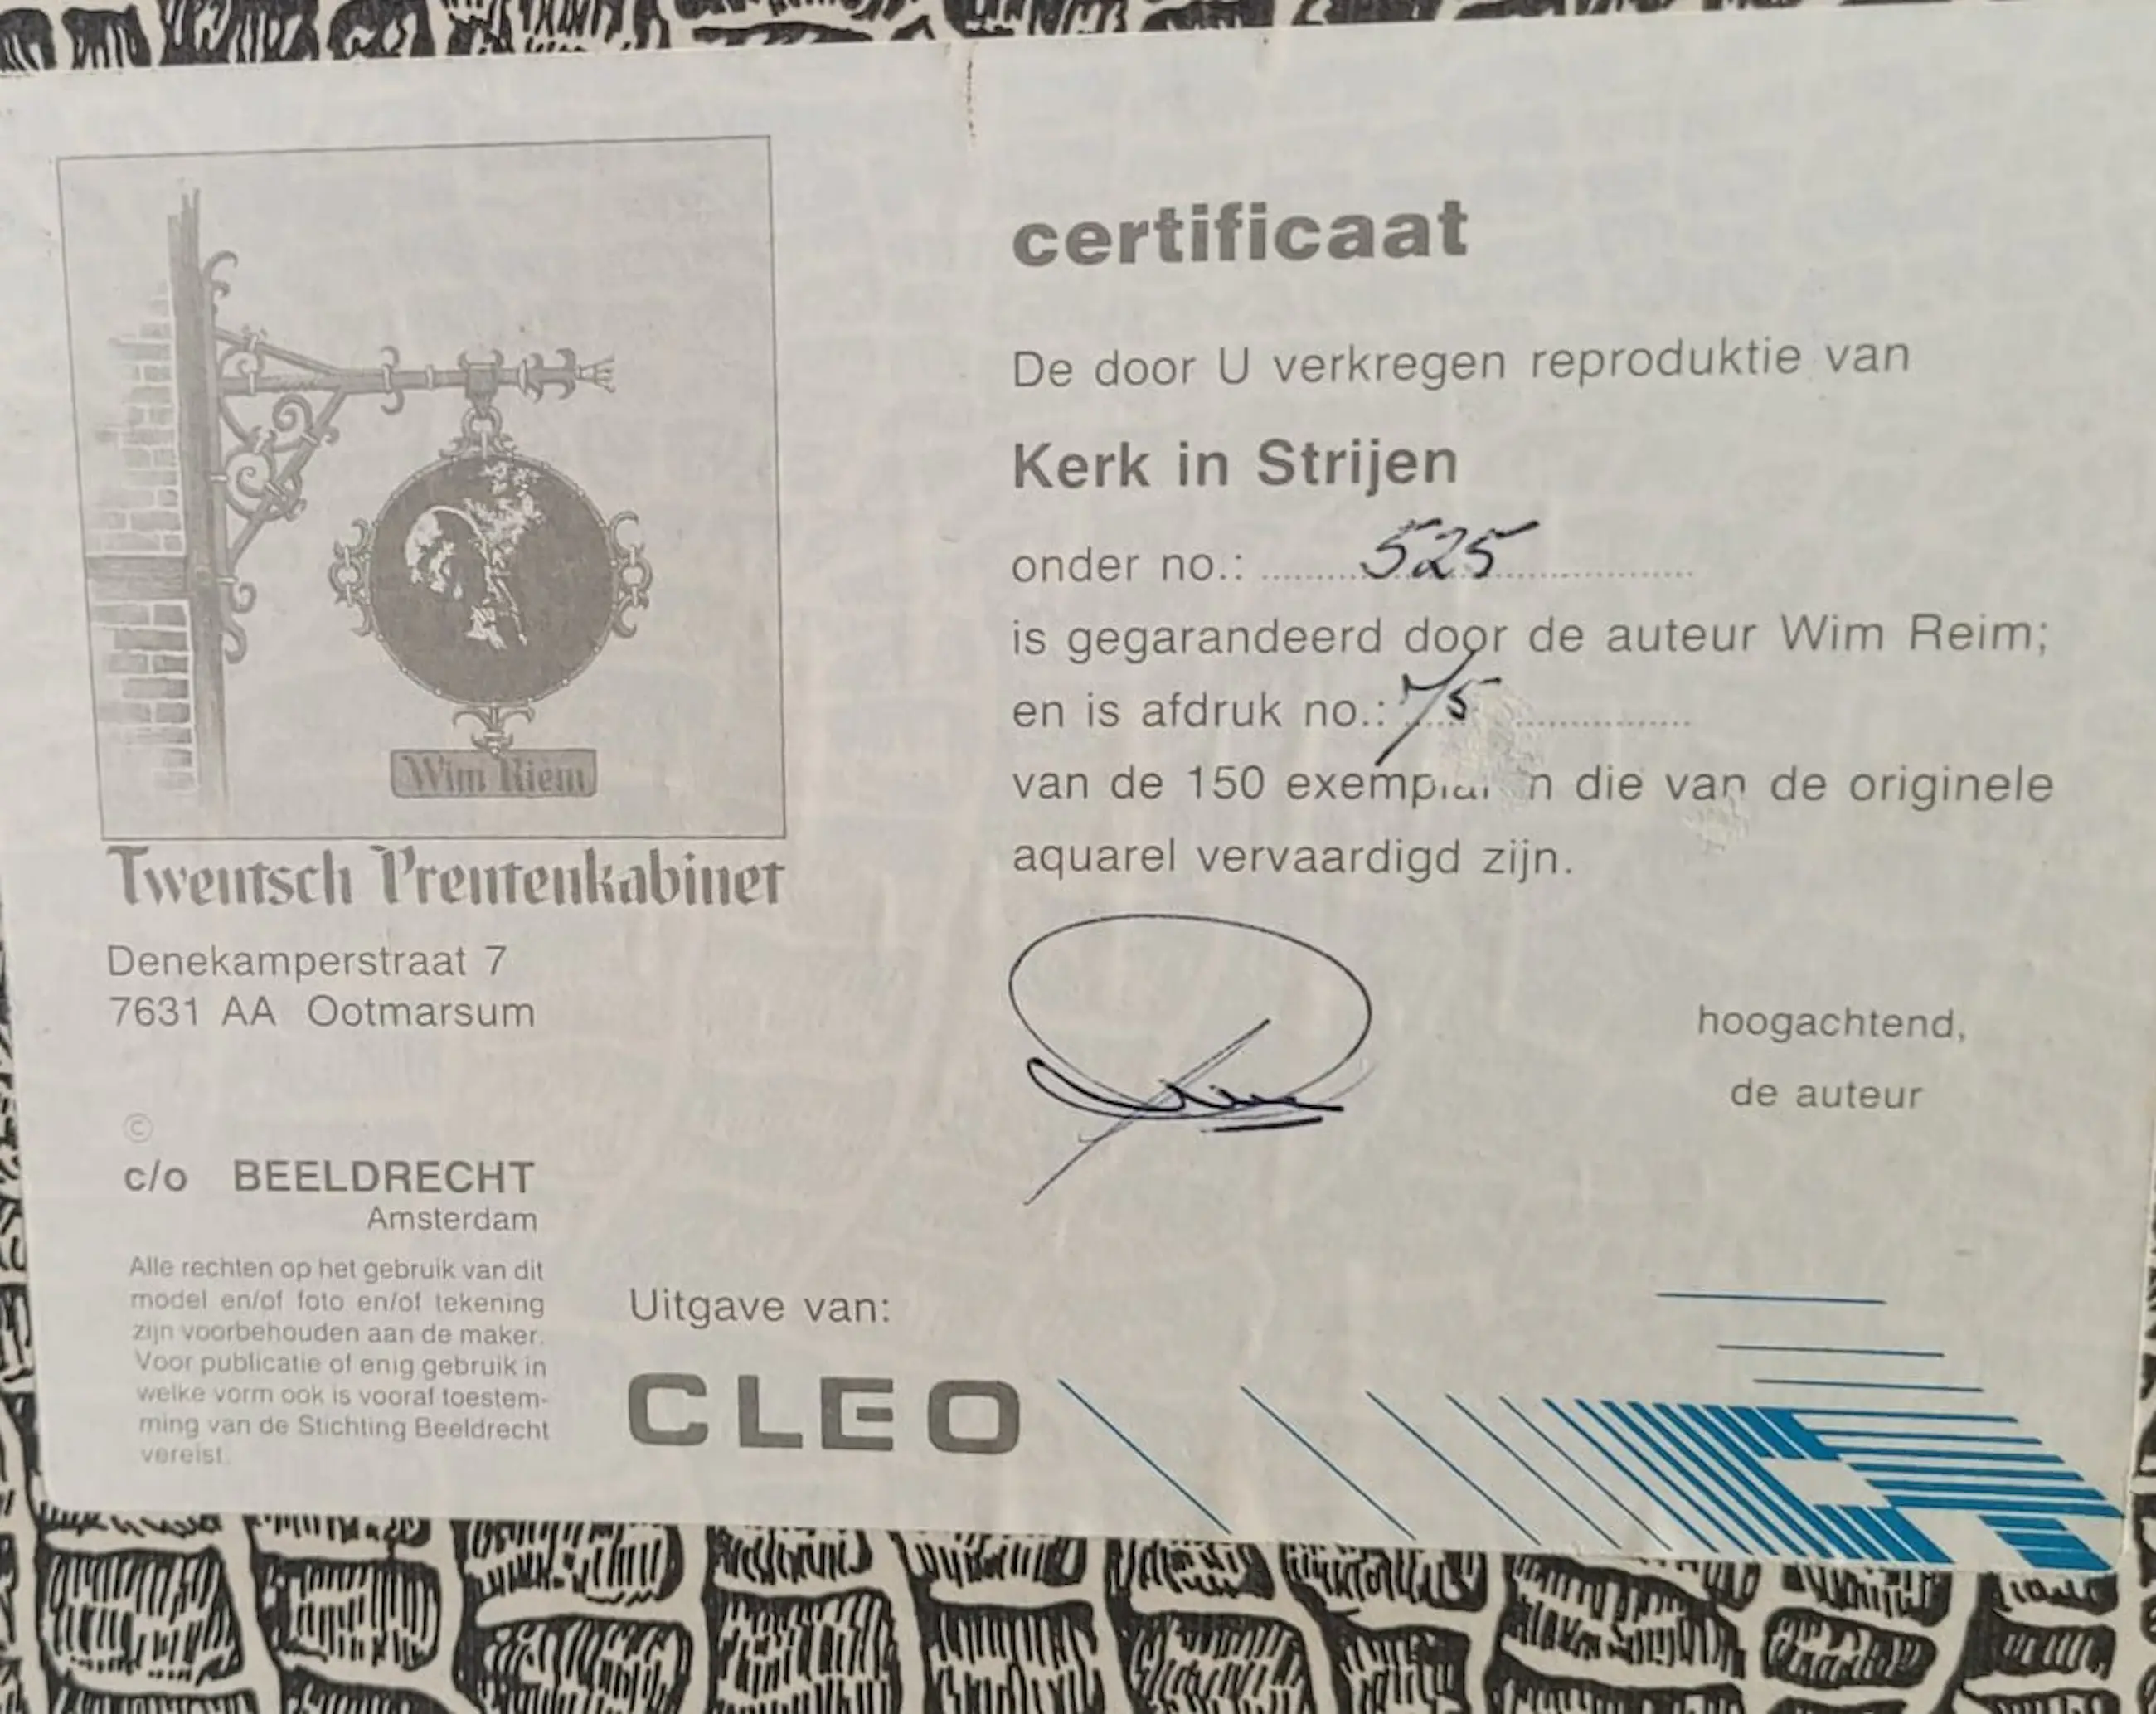 Wim Riem
Twentsch Prentenkabinet
Denekamperstraat 7
7631 AA Ootmarsum
©
c/o BEELDRECHT
Amsterdam
Alle rechten op het gebruik van dit
model en/of foto en/of tekening
zijn voorbehouden aan de maker.
Voor publicatie of enig gebruik in
welke vorm ook is vooraf toestem-
ming van de Stichting Beeldrecht
vereist.
certificaat
De door U verkregen reproduktie van
Kerk in Strijen
onder no.: 525
is gegarandeerd door de auteur Wim Reim;
en is afdruk no.:
van de 150 die van de originele
aquarel vervaardigd zijn.
hoogachtend,
de auteur
Uitgave van:
CLEO